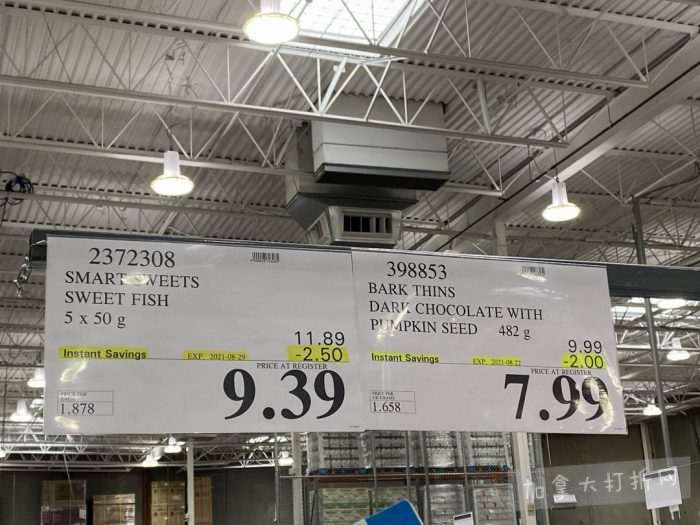 2372308
SMART SWEETS
SWEET FISH
5 x 50 g
11.89
Instant Savings EXP. 2021-08-29 -2.50
PRICE AT REGISTER
1.878
9.39
398853
BARK THINS
DARK CHOCOLATE WITH
PUMPKIN SEED 482 g
9.99
Instant Savings EXP. 2021-08-22 -2.00
PRICE AT REGISTER
PRICE PER
1.658
7.99
加拿大打折网